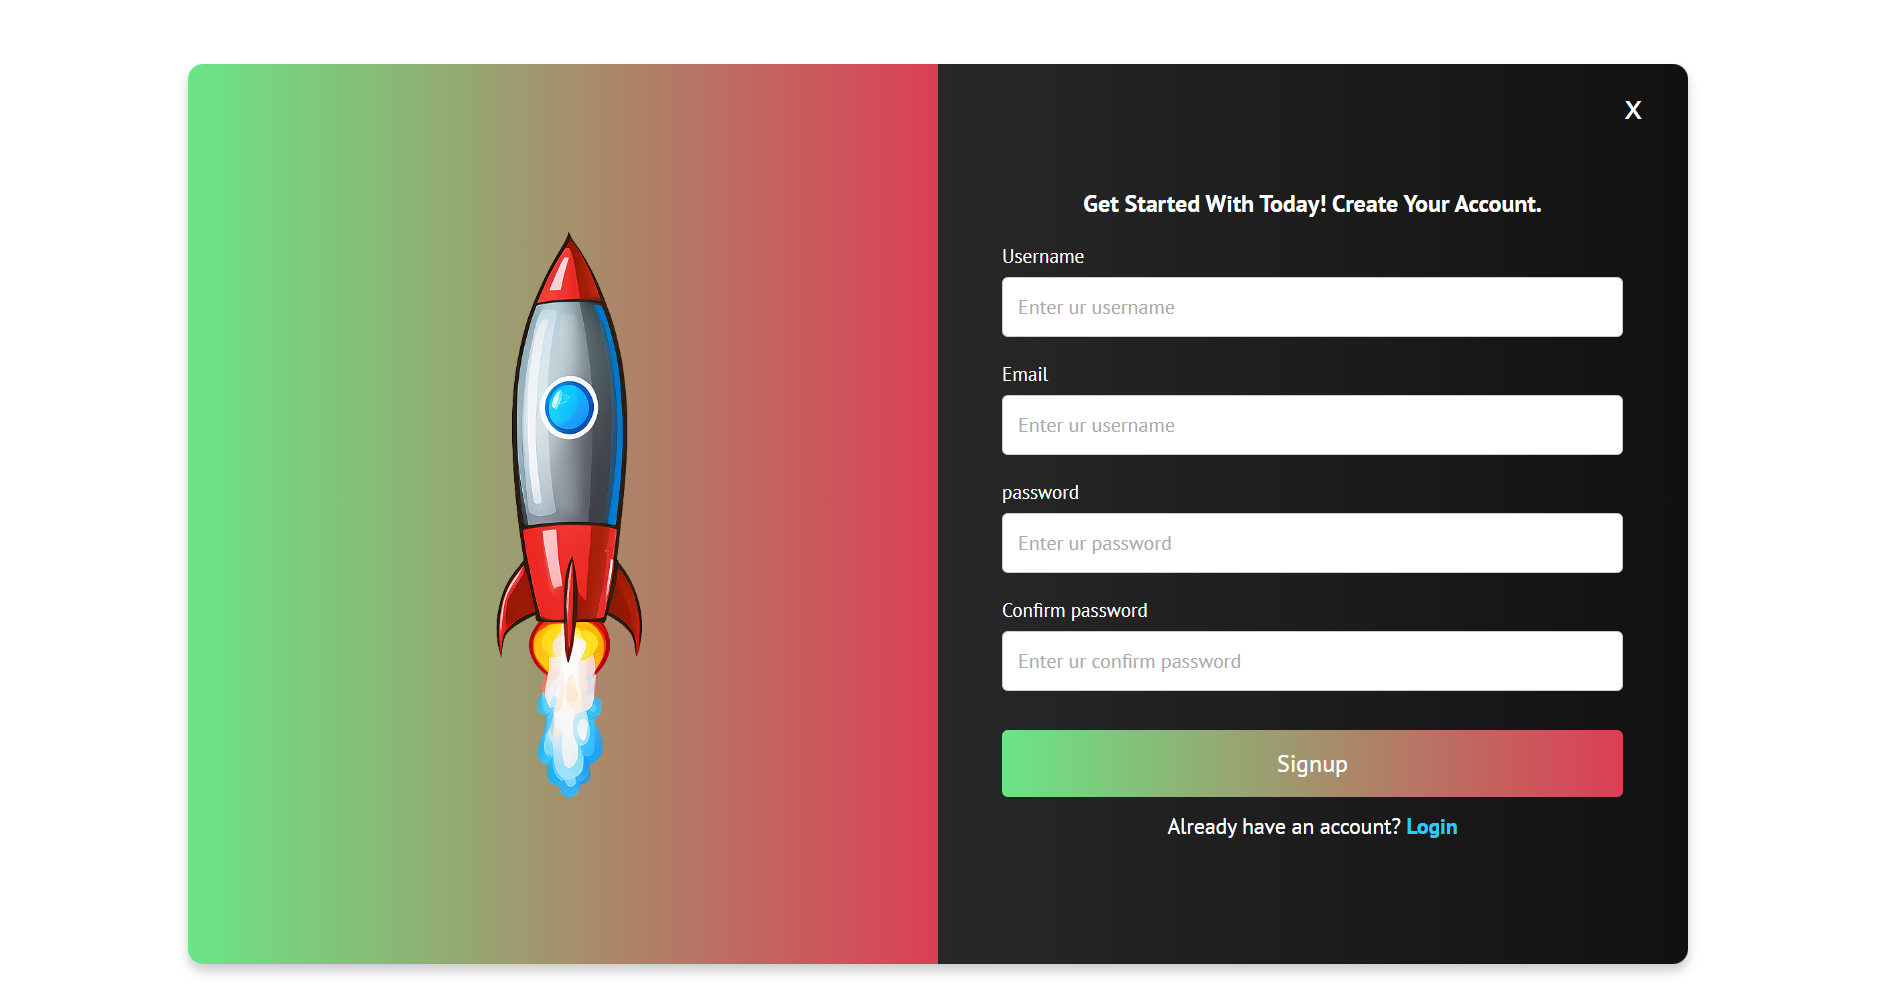 X
Get Started With Today! Create Your Account.
Username
Enter ur username
Email
Enter ur username
password
Enter ur password
Confirm password
Enter ur confirm password
Signup
Already have an account? Login